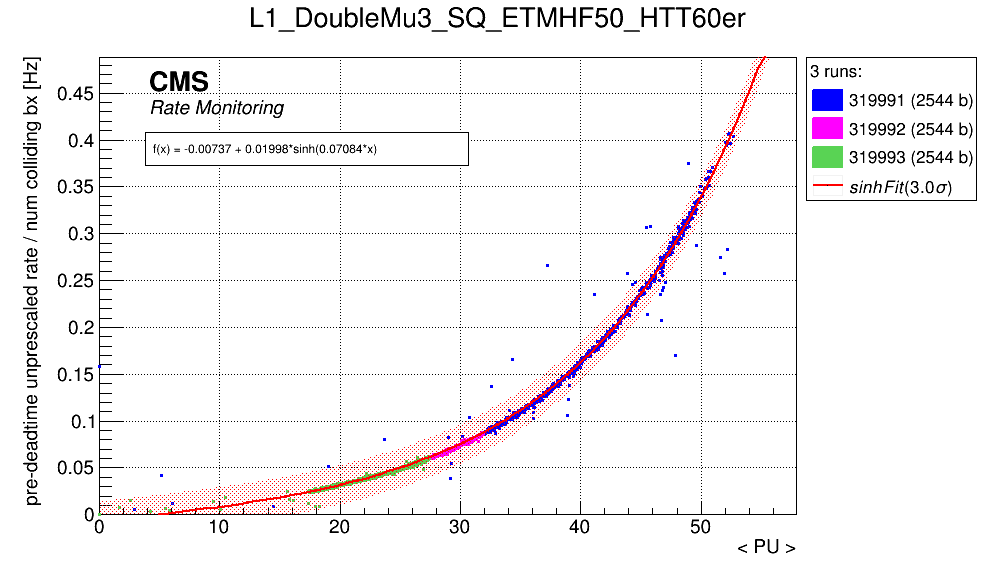 L1_DoubleMu3_SQ_ETMHF50_HTT60er
pre-deadtime unprescaled rate / num colliding bx [Hz]
CMS
Rate Monitoring
f(x) = -0.00737 + 0.01998*sinh(0.07084*x)
3 runs:
319991 (2544 b)
319992 (2544 b)
319993 (2544 b)
sinhFit(3.0σ)
0.45
0.4
0.35
0.3
0.25
0.2
0.15
0.1
0.05
0
0 10 20 30 40 50
< PU >